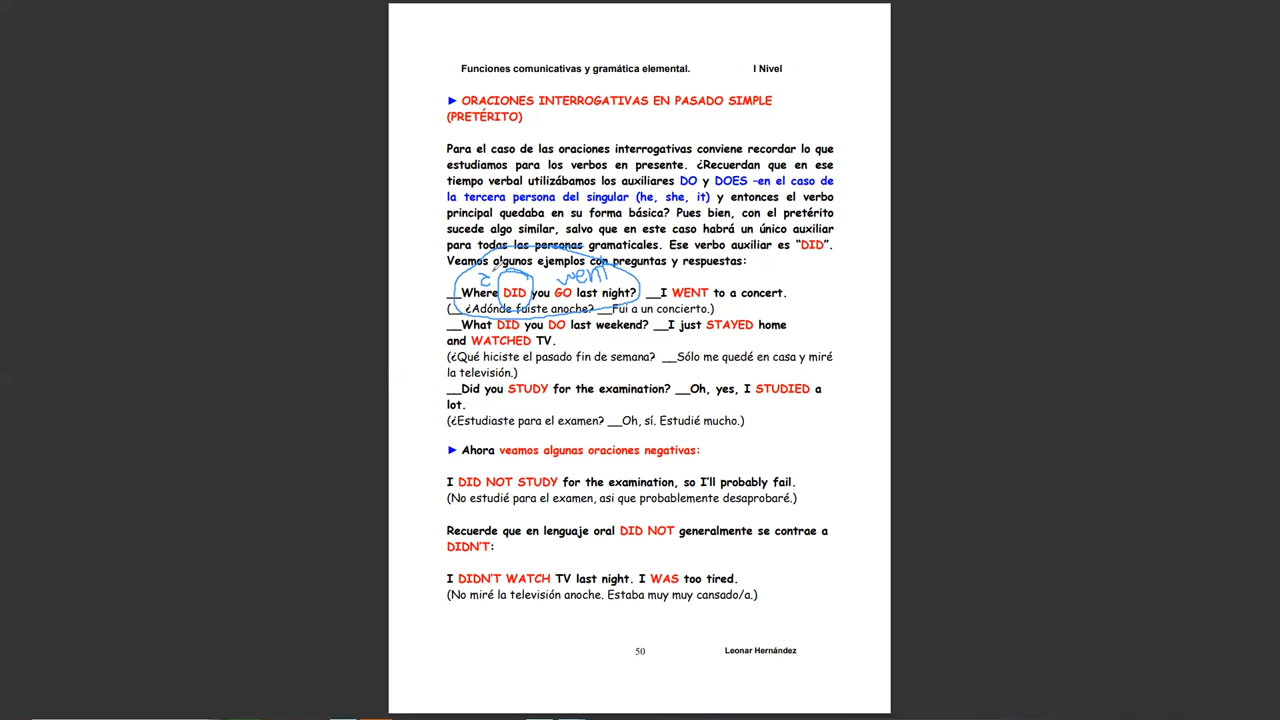 Funciones comunicativas y gramática elemental. I Nivel
► ORACIONES INTERROGATIVAS EN PASADO SIMPLE
(PRETÉRITO)
Para el caso de las oraciones interrogativas conviene recordar lo que
estudiamos para los verbos en presente. ¿Recuerdan que en ese
tiempo verbal utilizábamos los auxiliares DO y DOES –en el caso de
la tercera persona del singular (he, she, it) y entonces el verbo
principal quedaba en su forma básica? Pues bien, con el pretérito
sucede algo similar, salvo que en este caso habrá un único auxiliar
para todas las personas gramaticales. Ese verbo auxiliar es “DID”.
Veamos algunos ejemplos con preguntas y respuestas:
went
__Where DID you GO last night? __I WENT to a concert.
(__ ¿Adónde fuiste anoche? __Fui a un concierto.)
__What DID you DO last weekend? __I just STAYED home
and WATCHED TV.
(¿Qué hiciste el pasado fin de semana? __Sólo me quedé en casa y miré
la televisión.)
__Did you STUDY for the examination? __Oh, yes, I STUDIED a
lot.
(¿Estudiaste para el examen? __Oh, sí. Estudié mucho.)
► Ahora veamos algunas oraciones negativas:
I DID NOT STUDY for the examination, so I’ll probably fail.
(No estudié para el examen, asi que probablemente desaprobaré.)
Recuerde que en lenguaje oral DID NOT generalmente se contrae a
DIDN’T:
I DIDN’T WATCH TV last night. I WAS too tired.
(No miré la televisión anoche. Estaba muy muy cansado/a.)
50 Leonar Hernández